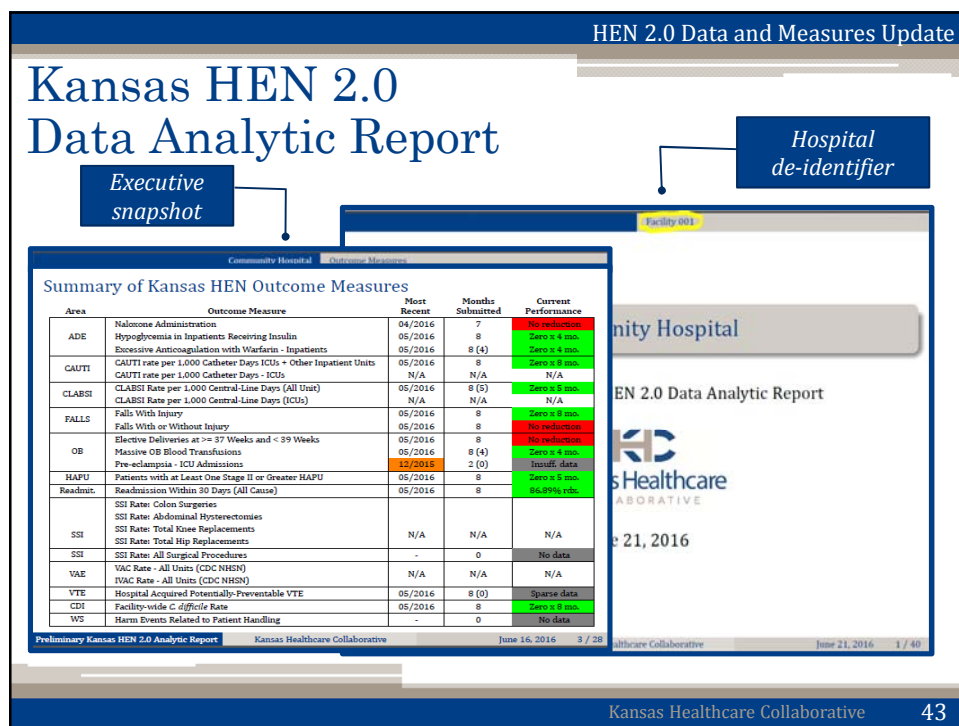 HEN 2.0 Data and Measures Update
Kansas HEN 2.0
Data Analytic Report
Executive
snapshot
Hospital
de-identifier
Facility 001
Community Hospital Outcome Measures
Summary of Kansas HEN Outcome Measures
Area Outcome Measure Most Recent Months Submitted Current Performance
ADE
Naloxone Administration 04/2016 7 No reduction
Hypoglycemia in Inpatients Receiving Insulin 05/2016 8 Zero x 4 mo.
Excessive Anticoagulation with Warfarin - Inpatients 05/2016 8 (4) Zero x 4 mo.
CAUTI
CAUTI rate per 1,000 Catheter Days ICUs + Other Inpatient Units 05/2016 8 Zero x 8 mo.
CAUTI rate per 1,000 Catheter Days - ICUs N/A N/A N/A
CLABSI
CLABSI Rate per 1,000 Central-Line Days (All Unit) 05/2016 8 (5) Zero x 5 mo.
CLABSI Rate per 1,000 Central-Line Days (ICUs) N/A N/A N/A
FALLS
Falls With Injury 05/2016 8 Zero x 8 mo.
Falls With or Without Injury 05/2016 8 No reduction
OB
Elective Deliveries at >= 37 Weeks and < 39 Weeks 05/2016 8 No reduction
Massive OB Blood Transfusions 05/2016 8 (4) Zero x 4 mo.
Pre-eclampsia - ICU Admissions 12/2015 2 (0) Insuff. data
HAPU Patients with at Least One Stage II or Greater HAPU 05/2016 8 Zero x 5 mo.
Readmit. Readmission Within 30 Days (All Cause) 05/2016 8 86.89% rdx.
SSI
SSI Rate: Colon Surgeries
SSI Rate: Abdominal Hysterectomies
SSI Rate: Total Knee Replacements
SSI Rate: Total Hip Replacements
N/A N/A N/A
SSI SSI Rate: All Surgical Procedures - 0 No data
VAE
VAC Rate - All Units (CDC NHSN)
IVAC Rate - All Units (CDC NHSN)
N/A N/A N/A
VTE Hospital Acquired Potentially-Preventable VTE 05/2016 8 (0) Sparse data
CDI Facility-wide C. difficile Rate 05/2016 8 Zero x 8 mo.
WS Harm Events Related to Patient Handling - 0 No data
Preliminary Kansas HEN 2.0 Analytic Report Kansas Healthcare Collaborative June 16, 2016 3 / 28
nity Hospital
EN 2.0 Data Analytic Report
s Healthcare
ABORATIVE
e 21, 2016
althcare Collaborative June 21, 2016 1 / 40
Kansas Healthcare Collaborative 43